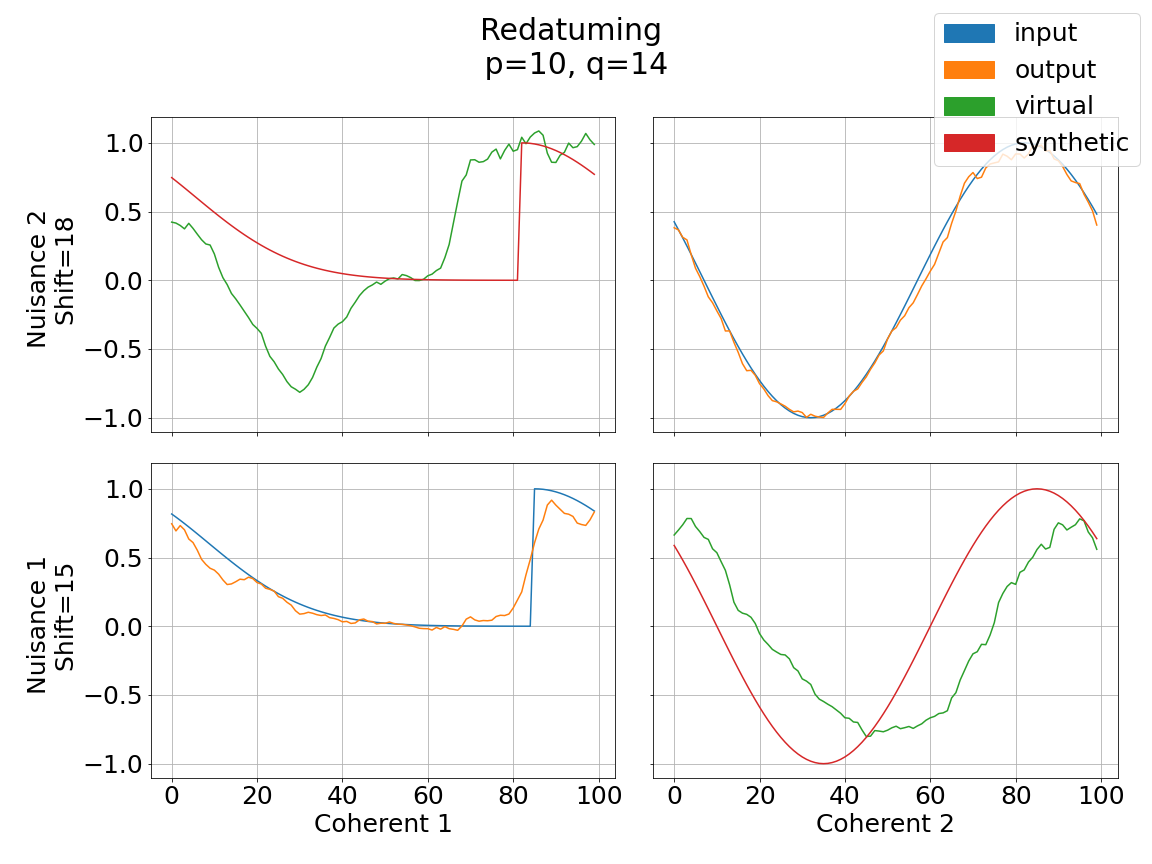 Redatuming
p=10, q=14
input
output
virtual
synthetic
Nuisance 2
Shift=18
1.0
0.5
0.0
−0.5
−1.0
Nuisance 1
Shift=15
1.0
0.5
0.0
−0.5
−1.0
0 20 40 60 80 100
0 20 40 60 80 100
Coherent 1
Coherent 2